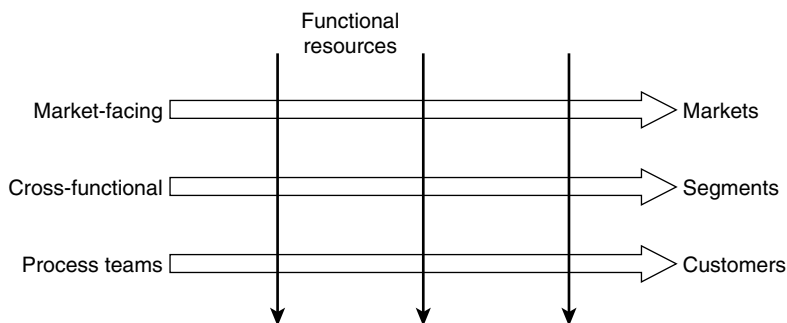 Functional
resources
Market-facing
Markets
Cross-functional
Segments
Process teams
Customers